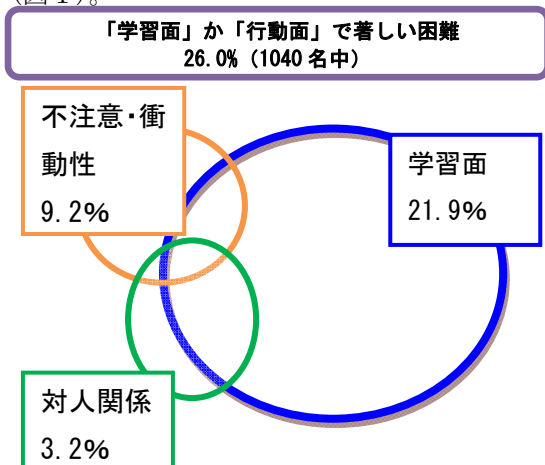 (図1)。
「学習面」か「行動面」で著しい困難
26.0%(1040名中)
不注意・衝
動性
9.2%
学習面
21.9%
対人関係
3.2%